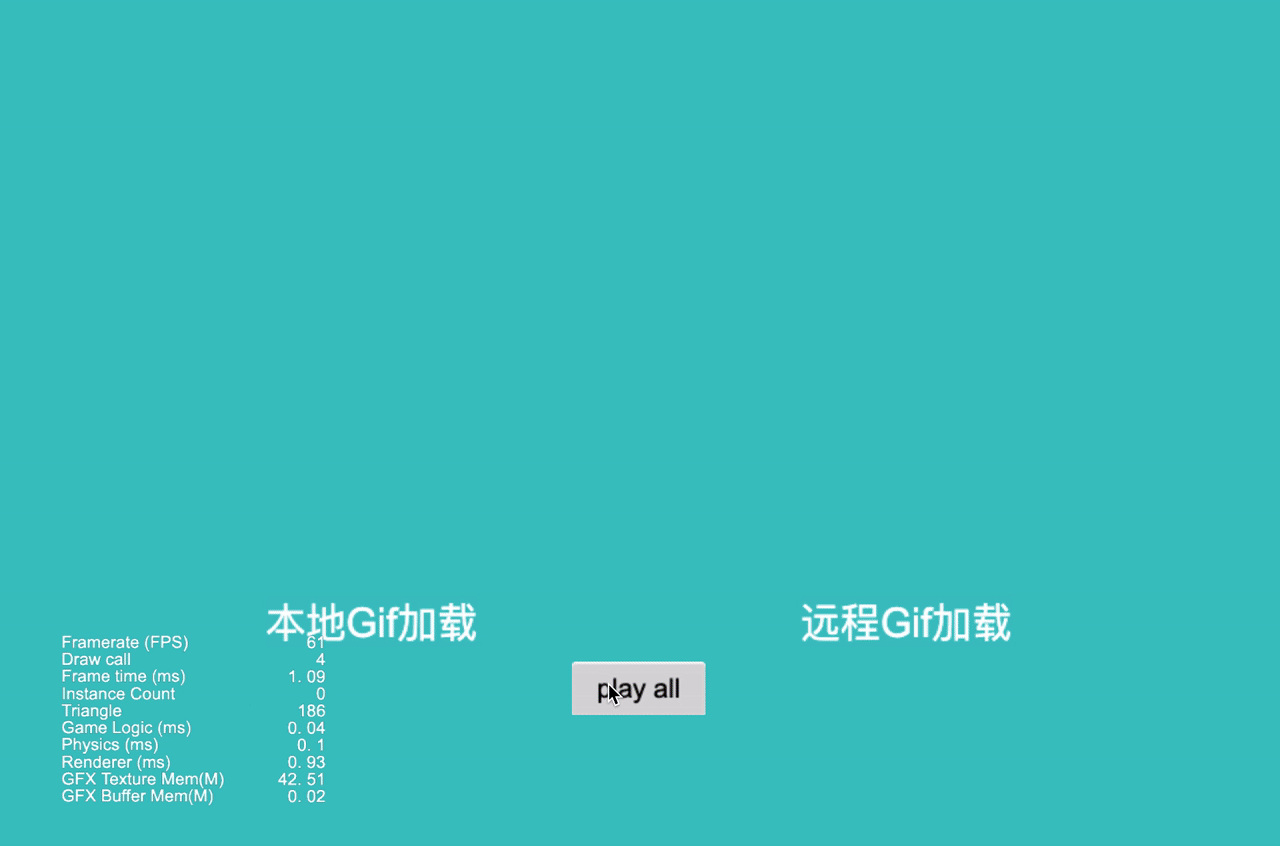 本地Gif加载
远程Gif加载
Framerate (FPS) 61
Draw call 4
Frame time (ms) 1. 09
Instance Count 0
Triangle 186
Game Logic (ms) 0. 04
Physics (ms) 0. 1
Renderer (ms) 0. 93
GFX Texture Mem(M) 42. 51
GFX Buffer Mem(M) 0. 02
play all